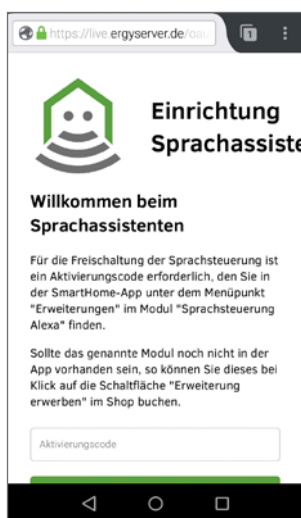 https://live.ergyserver.de/oau
1
Einrichtung
Sprachassiste
Willkommen beim
Sprachassistenten
Für die Freischaltung der Sprachsteuerung ist
ein Aktivierungscode erforderlich, den Sie in
der SmartHome-App unter dem Menüpunkt
"Erweiterungen" im Modul "Sprachsteuerung
Alexa" finden.
Sollte das genannte Modul noch nicht in der
App vorhanden sein, so können Sie dieses bei
Klick auf die Schaltfläche "Erweiterung
erwerben" im Shop buchen.
Aktivierungscode